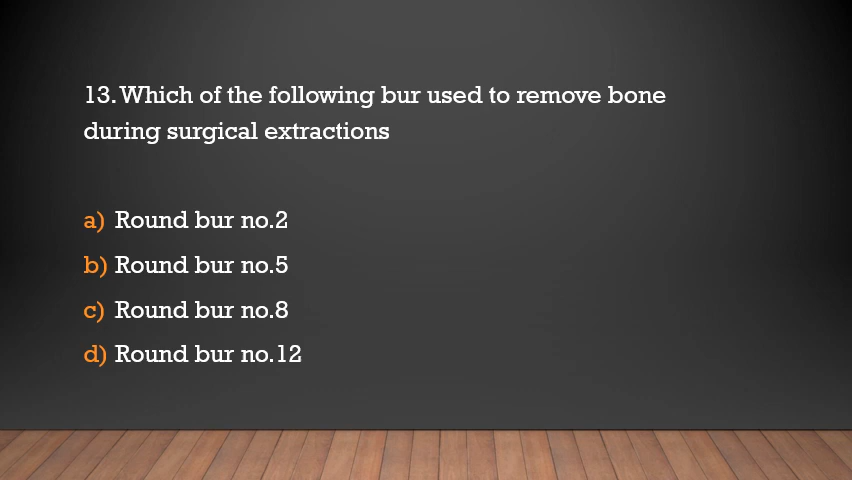 13. Which of the following bur used to remove bone
during surgical extractions
a) Round bur no.2
b) Round bur no.5
c) Round bur no.8
d) Round bur no.12